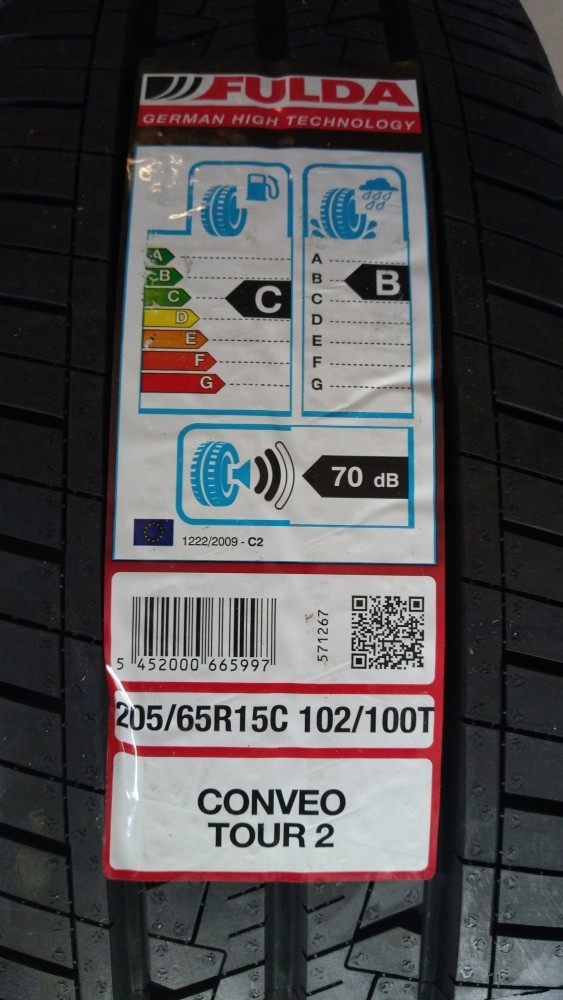 FULDA
GERMAN HIGH TECHNOLOGY
A
B
C
D
E
F
G
C
A
B
C
D
E
F
G
B
70 dB
1222/2009 - C2
5 452000 665997
571267
205/65R15C 102/100T
CONVEO
TOUR 2